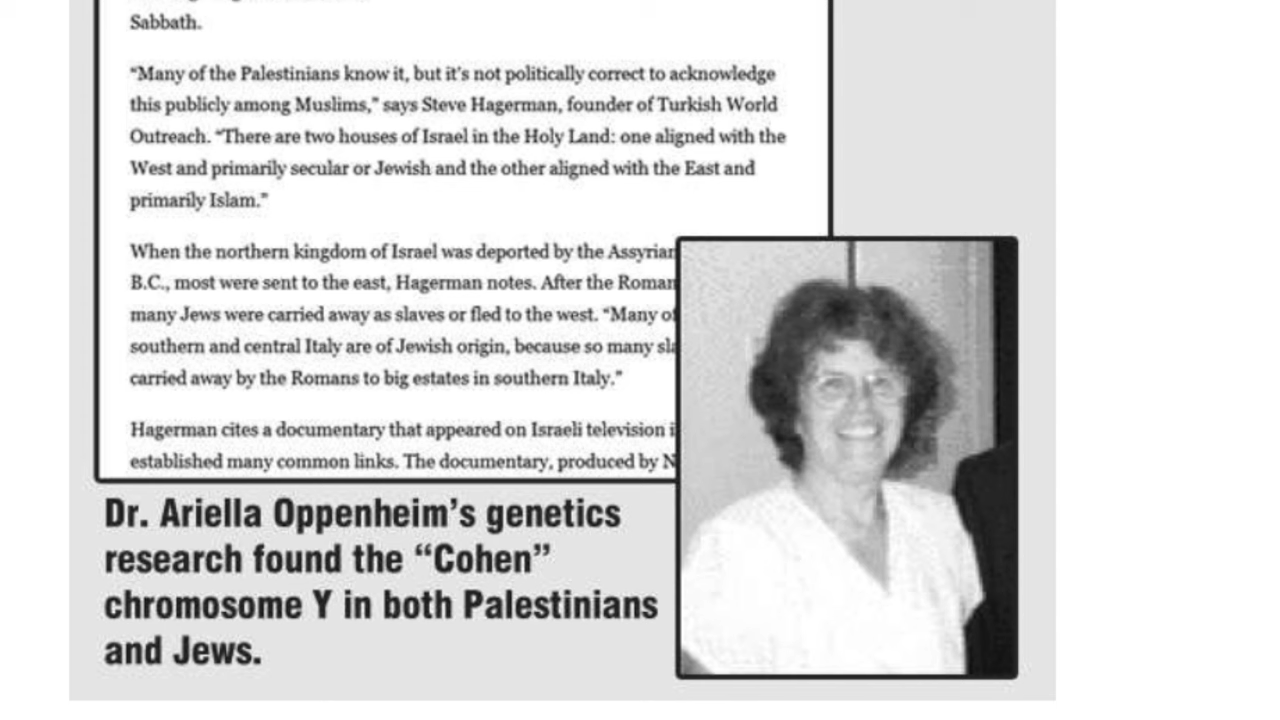 Sabbath.
“Many of the Palestinians know it, but it’s not politically correct to acknowledge
this publicly among Muslims,” says Steve Hagerman, founder of Turkish World
Outreach. “There are two houses of Israel in the Holy Land: one aligned with the
West and primarily secular or Jewish and the other aligned with the East and
primarily Islam.”
When the northern kingdom of Israel was deported by the Assyrian
B.C., most were sent to the east, Hagerman notes. After the Roman
many Jews were carried away as slaves or fled to the west. “Many of
southern and central Italy are of Jewish origin, because so many sla
carried away by the Romans to big estates in southern Italy.”
Hagerman cites a documentary that appeared on Israeli television i
established many common links. The documentary, produced by N
Dr. Ariella Oppenheim’s genetics
research found the “Cohen”
chromosome Y in both Palestinians
and Jews.